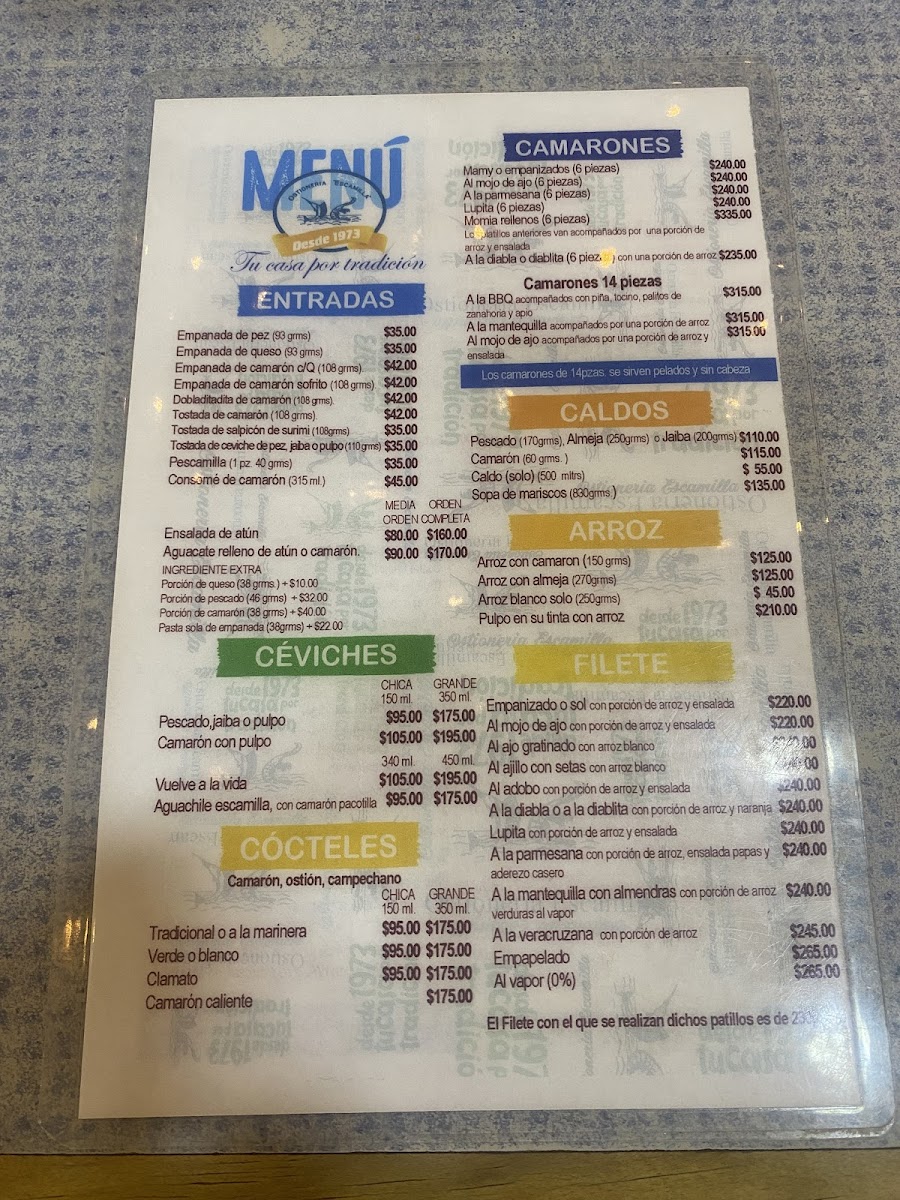 MENÚ
OSTIONERIA ESCAMILLA
Desde 1973
Tu casa por tradición
ENTRADAS
Empanada de pez (93 grms) $35.00
Empanada de queso (93 grms) $35.00
Empanada de camarón c/Q (108 grms) $42.00
Empanada de camarón sofrito (108 grms) $42.00
Dobladitadita de camarón (108 grms). $42.00
Tostada de camarón (108 grms). $42.00
Tostada de salpicón de surimi (108grms) $35.00
Tostada de ceviche de pez, jaiba o pulpo (110 grms) $35.00
Pescamilla (1 pz. 40 grms) $35.00
Consomé de camarón (315 ml.) $45.00
MEDIA ORDEN
ORDEN COMPLETA
Ensalada de atún $80.00 $160.00
Aguacate relleno de atún o camarón. $90.00 $170.00
INGREDIENTE EXTRA
Porción de queso (38 grms.) + $10.00
Porción de pescado (46 grms) + $32.00
Porción de camarón (38 grms) + $40.00
Pasta sola de empanada (38grms) + $22.00
CÉVICHES
CHICA GRANDE
150 ml. 350 ml.
Pescado,jaiba o pulpo $95.00 $175.00
Camarón con pulpo $105.00 $195.00
340 ml. 450 ml.
Vuelve a la vida $105.00 $195.00
Aguachile escamilla, con camarón pacotilla $95.00 $175.00
CÓCTELES
Camarón, ostión, campechano
CHICA GRANDE
150 ml. 350 ml.
Tradicional o a la marinera $95.00 $175.00
Verde o blanco $95.00 $175.00
Clamato $95.00 $175.00
Camarón caliente $175.00
CAMARONES
Mamy o empanizados (6 piezas) $240.00
Al mojo de ajo (6 piezas) $240.00
A la parmesana (6 piezas) $240.00
Lupita (6 piezas) $240.00
Momia rellenos (6 piezas) $335.00
Los platillos anteriores van acompañados por una porción de
arroz y ensalada
A la diabla o diablita (6 piezas) con una porción de arroz $235.00
Camarones 14 piezas
A la BBQ acompañados con piña, tocino, palitos de $315.00
zanahoria y apio
A la mantequilla acompañados por una porción de arroz $315.00
Al mojo de ajo acompañados por una porción de arroz y $315.00
ensalada
Los camarones de 14pzas. se sirven pelados y sin cabeza
CALDOS
Pescado (170grms), Almeja (250grms) o Jaiba (200grms) $110.00
Camarón (60 grms. ) $115.00
Caldo (solo) (500 mltrs) $ 55.00
Sopa de mariscos (830grms.) $135.00
ARROZ
Arroz con camaron (150 grms) $125.00
Arroz con almeja (270grms) $125.00
Arroz blanco solo (250grms) $ 45.00
Pulpo en su tinta con arroz $210.00
FILETE
Empanizado o sol con porción de arroz y ensalada $220.00
Al mojo de ajo con porción de arroz y ensalada $220.00
Al ajo gratinado con arroz blanco
Al ajillo con setas con arroz blanco
Al adobo con porción de arroz y ensalada $240.00
A la diabla o a la diablita con porción de arroz y naranja $240.00
Lupita con porción de arroz y ensalada $240.00
A la parmesana con porción de arroz, ensalada papas y $240.00
aderezo casero
A la mantequilla con almendras con porción de arroz $240.00
verduras al vapor
A la veracruzana con porción de arroz $245.00
Empapelado $265.00
Al vapor (0%) $265.00
El Filete con el que se realizan dichos patillos es de